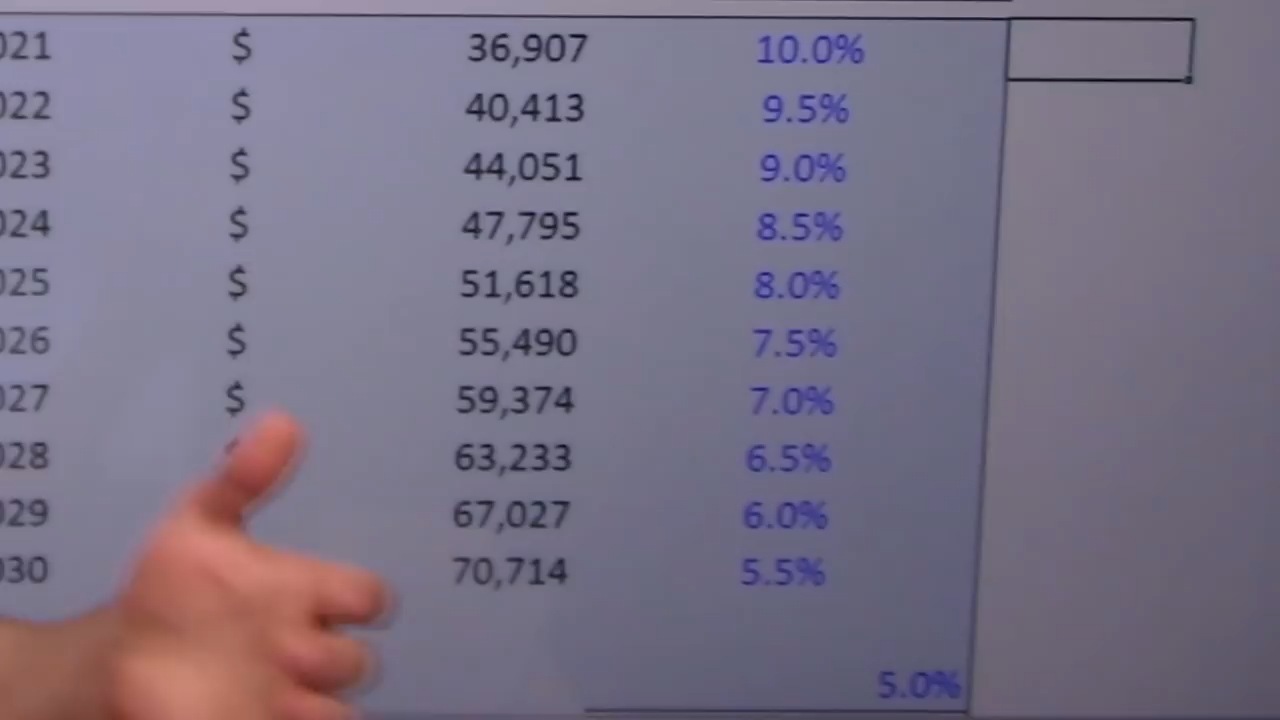 021 $ 36,907 10.0%
022 $ 40,413 9.5%
023 $ 44,051 9.0%
024 $ 47,795 8.5%
025 $ 51,618 8.0%
026 $ 55,490 7.5%
027 $ 59,374 7.0%
028 63,233 6.5%
029 67,027 6.0%
030 70,714 5.5%
5.0%